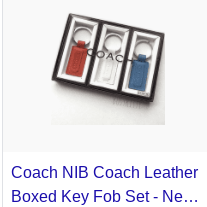 COACH
Coach NIB Coach Leather
Boxed Key Fob Set - Ne...